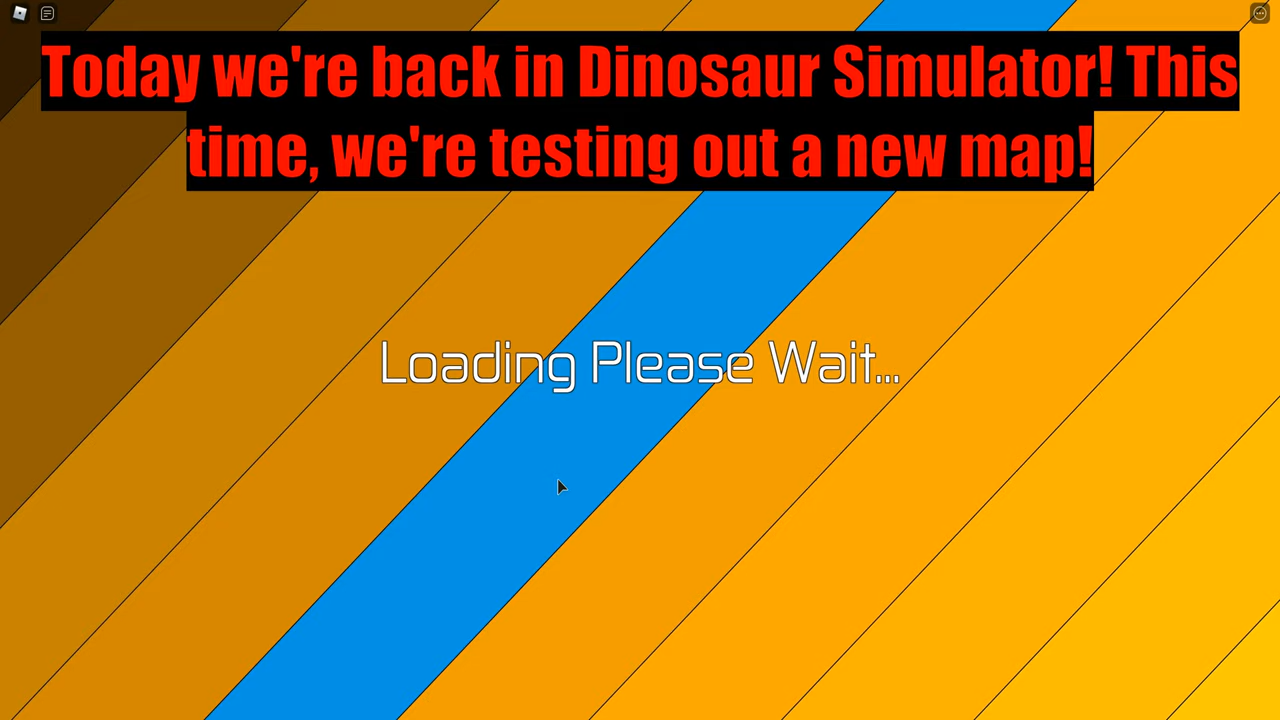 Today we're back in Dinosaur Simulator! This
time, we're testing out a new map!
Loading Please Wait...